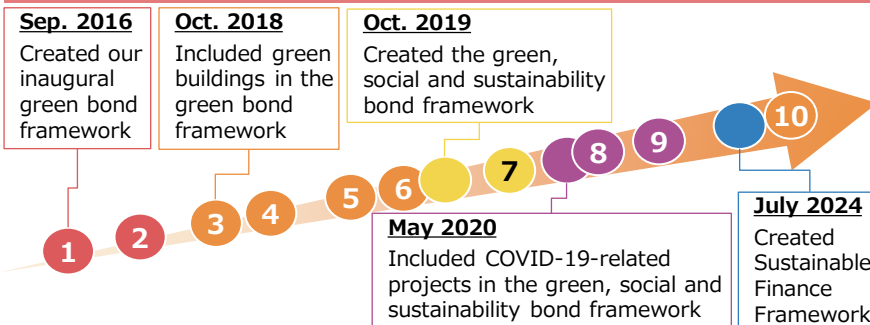 Sep. 2016
Created our
inaugural
green bond
framework
Oct. 2018
Included green
buildings in the
green bond
framework
Oct. 2019
Created the green,
social and sustainability
bond framework
1
2
3
4
5
6
7
8
9
10
May 2020
Included COVID-19-related
projects in the green, social and
sustainability bond framework
July 2024
Created
Sustainable
Finance
Framework